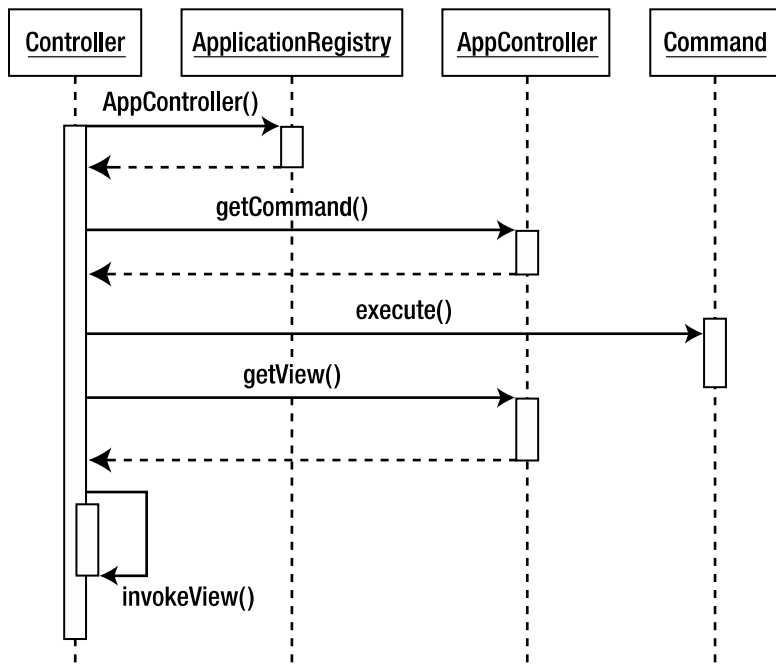 Controller
ApplicationRegistry
AppController
Command
AppController()
getCommand()
execute()
getView()
invokeView()